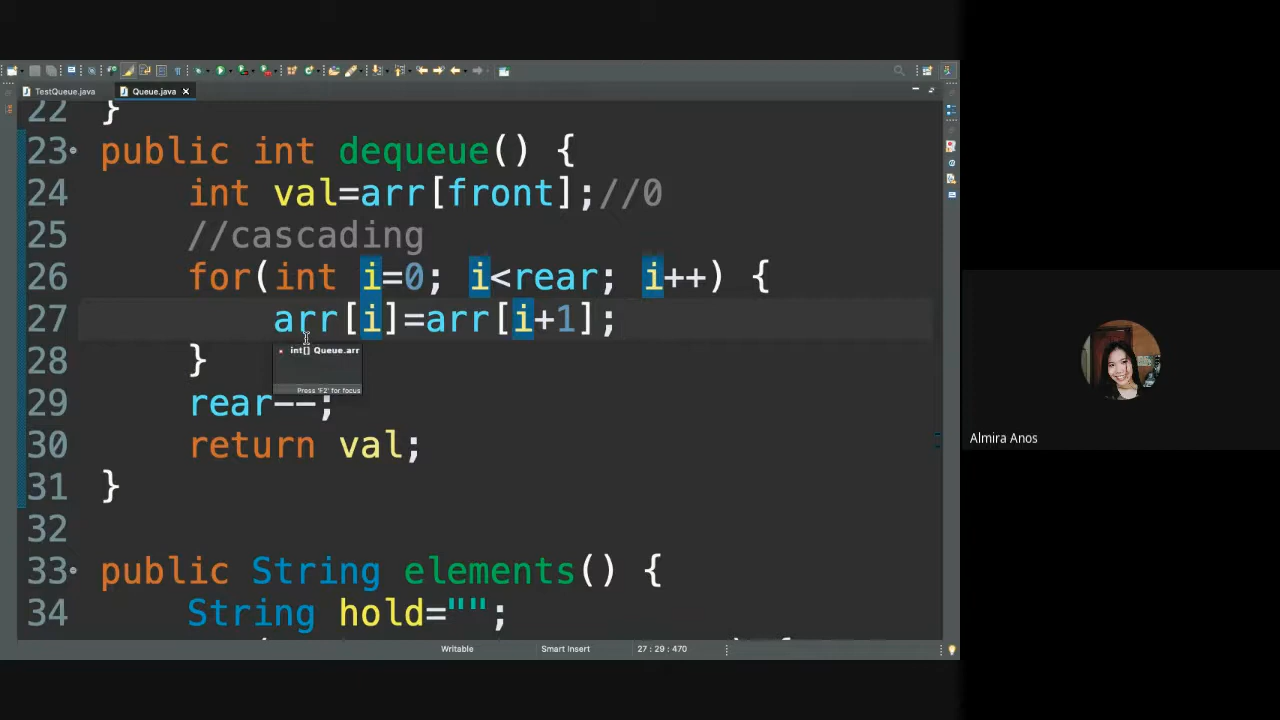 TestQueue.java
Queue.java
22 }
23 public int dequeue() {
24 int val=arr[front];//0
25 //cascading
26 for(int i=0; i<rear; i++) {
27 arr[i]=arr[i+1];
int[] Queue.arr
Press 'F2' for focus
28 }
29 rear--;
30 return val;
31 }
32
33 public String elements() {
34 String hold="";
Writable
Smart Insert
27 : 29 : 470
Almira Anos